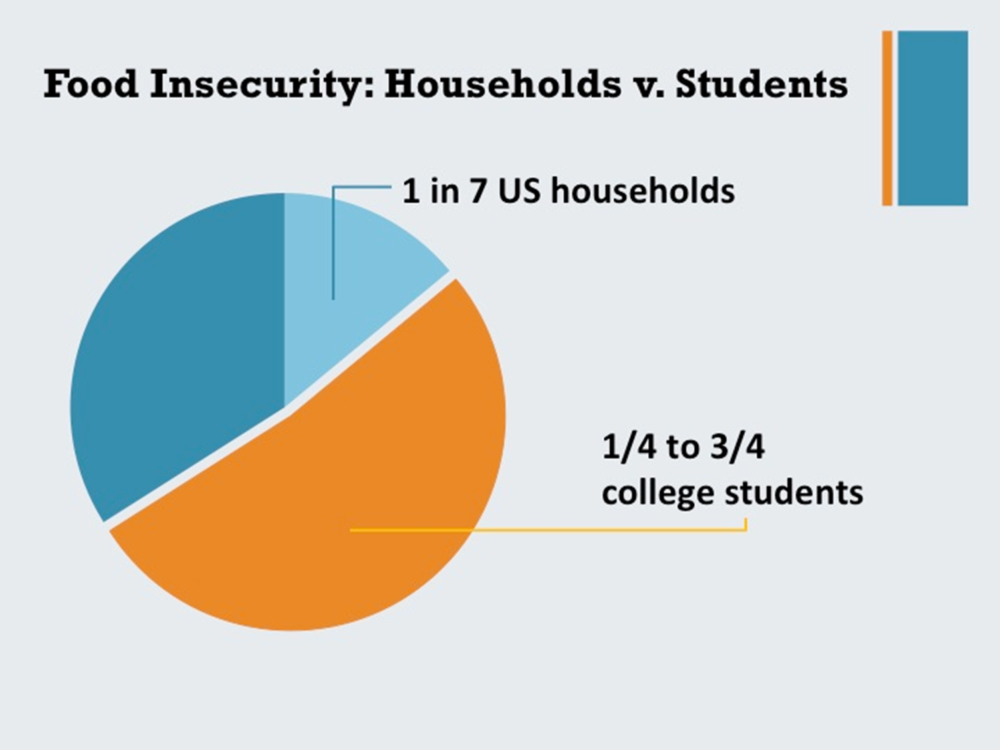 Food Insecurity: Households v. Students
1 in 7 US households
1/4 to 3/4
college students